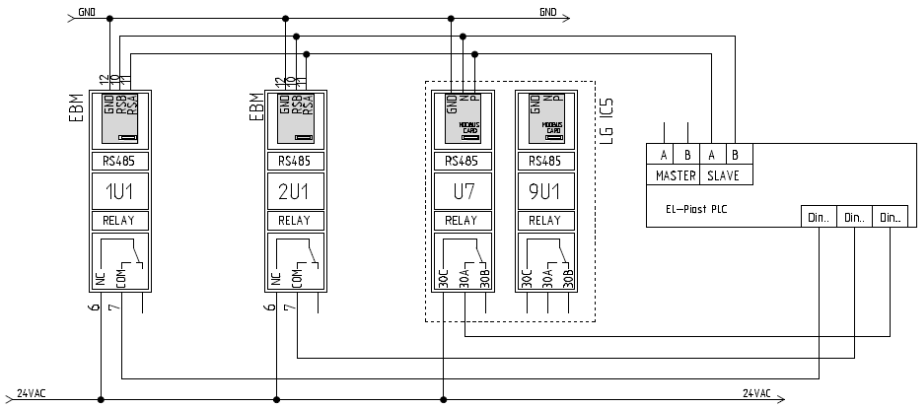 GND GND
12 10 11 12 10 11
EBM GND RSB RSA EBM GND RSB RSA GND N P GND N P LG IC5
MODBUS CARD MODBUS CARD
A B A B
RS485 RS485 RS485 RS485
MASTER SLAVE
1U1 2U1 U7 9U1
EL-Piast PLC
RELAY RELAY RELAY RELAY
Din.. Din.. Din..
NC COM NC COM 30C 30A 30B 30C 30A 30B
6 7 6 7
24VAC 24VAC